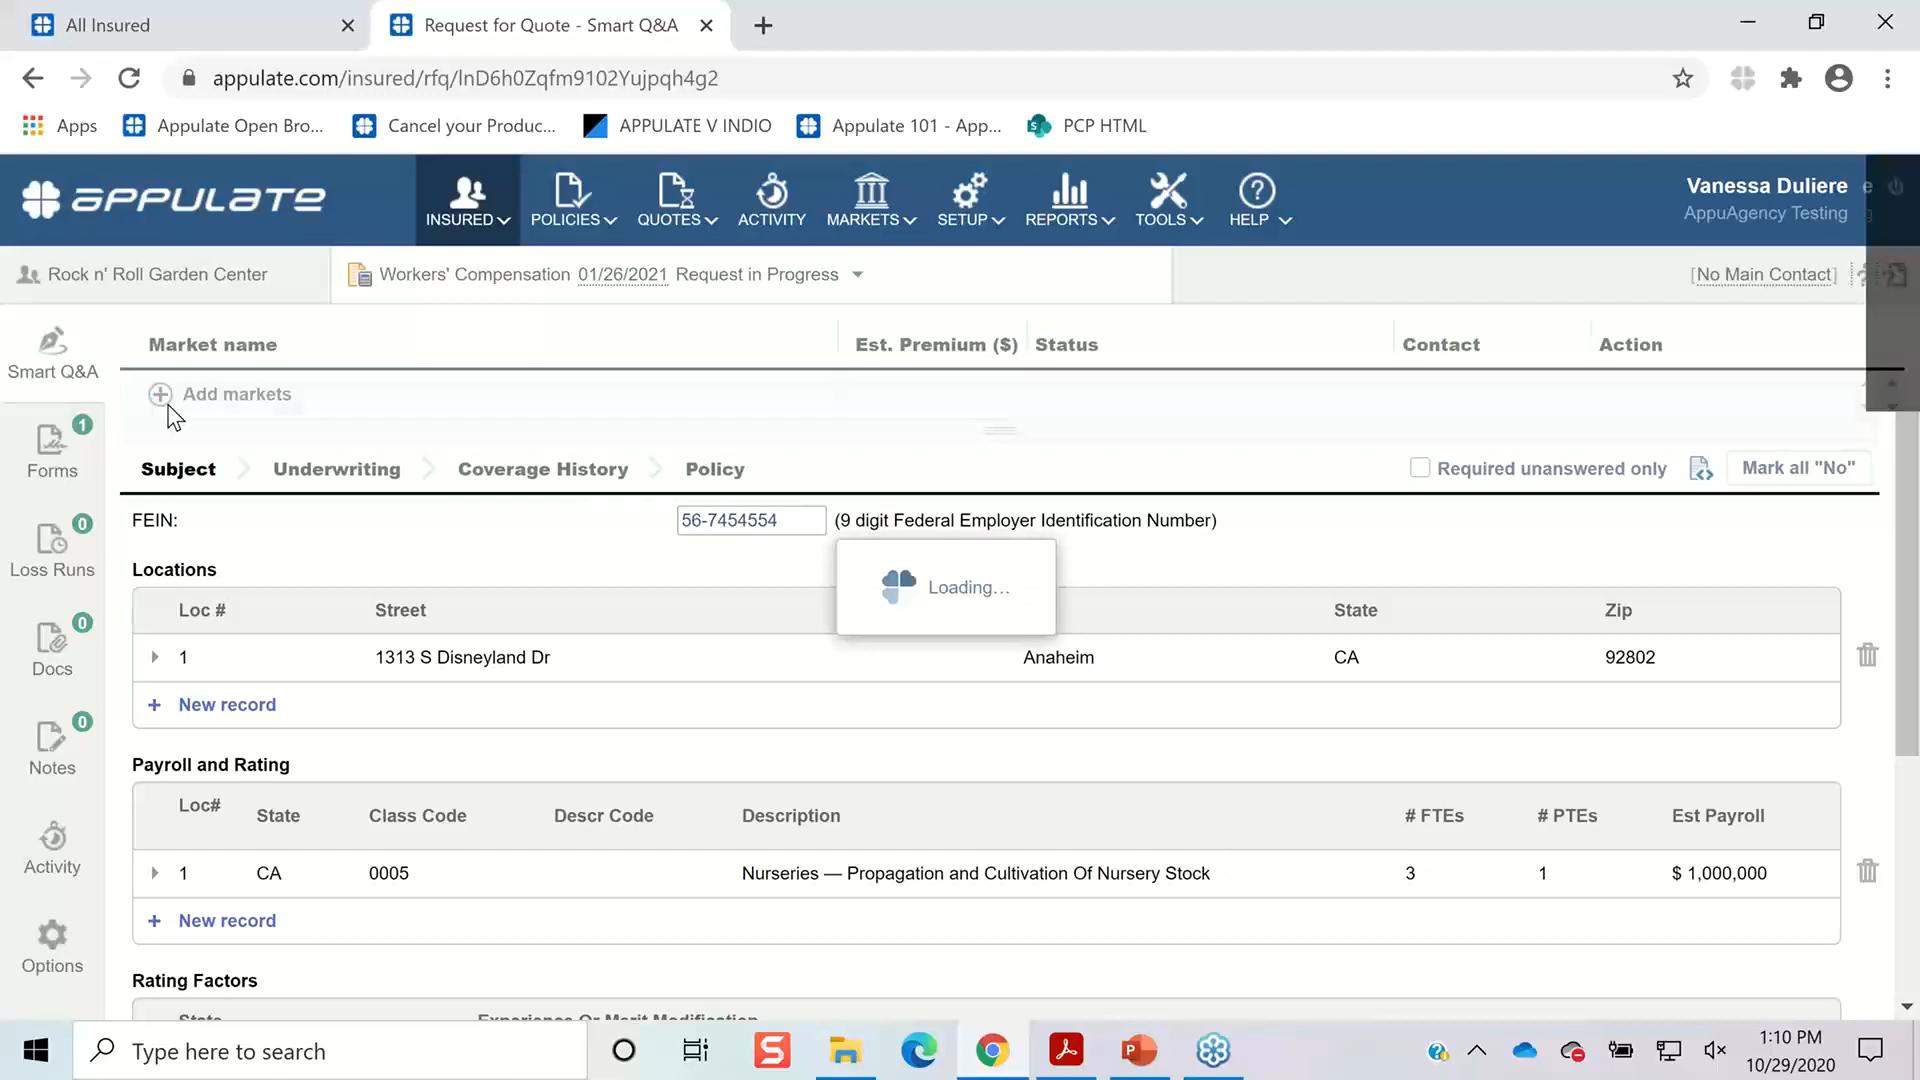 All Insured
Request for Quote - Smart Q&A
appulate.com/insured/rfq/lnD6h0Zqfm9102Yujpqh4g2
Apps
Appulate Open Bro...
Cancel your Produc...
APPULATE V INDIO
Appulate 101 - App...
PCP HTML
APPULATE
INSURED
POLICIES
QUOTES
ACTIVITY
MARKETS
SETUP
REPORTS
TOOLS
HELP
Vanessa Duliere
AppuAgency Testing
Rock n' Roll Garden Center
Workers' Compensation 01/26/2021 Request in Progress
[No Main Contact]
Smart Q&A
Market name Est. Premium ($) Status Contact Action
Add markets
1
Forms
Subject Underwriting Coverage History Policy
Required unanswered only
Mark all "No"
FEIN: 56-7454554 (9 digit Federal Employer Identification Number)
0
Loss Runs
Locations
Loading...
Loc # Street State Zip
1 1313 S Disneyland Dr Anaheim CA 92802
+ New record
0
Docs
0
Notes
Payroll and Rating
Loc# State Class Code Descr Code Description # FTEs # PTEs Est Payroll
1 CA 0005 Nurseries — Propagation and Cultivation Of Nursery Stock 3 1 $ 1,000,000
+ New record
Activity
Options
Rating Factors
State Experience Or Merit Modification
Type here to search
1:10 PM
10/29/2020